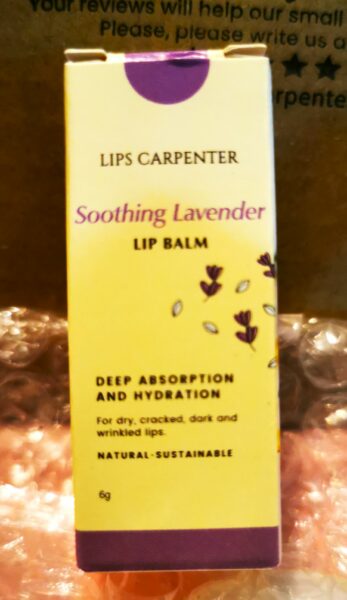 Your reviews will help our small
Please, please write us a
rpente
LIPS CARPENTER
Soothing Lavender
LIP BALM
DEEP ABSORPTION
AND HYDRATION
For dry, cracked, dark and
wrinkled lips.
NATURAL·SUSTAINABLE
6g